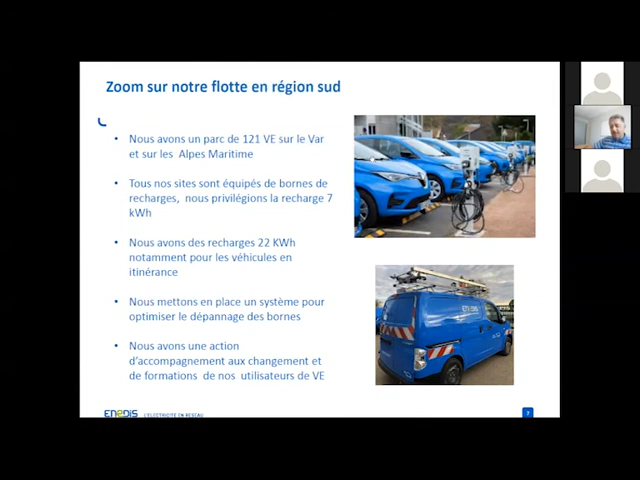 Zoom sur notre flotte en région sud
• Nous avons un parc de 121 VE sur le Var
et sur les Alpes Maritime
• Tous nos sites sont équipés de bornes de
recharges, nous privilégions la recharge 7
kWh
• Nous avons des recharges 22 KWh
notamment pour les véhicules en
itinérance
• Nous mettons en place un système pour
optimiser le dépannage des bornes
• Nous avons une action
d'accompagnement aux changement et
de formations de nos utilisateurs de VE
ENEDIS L'ELECTRICITE EN RESEAU
7